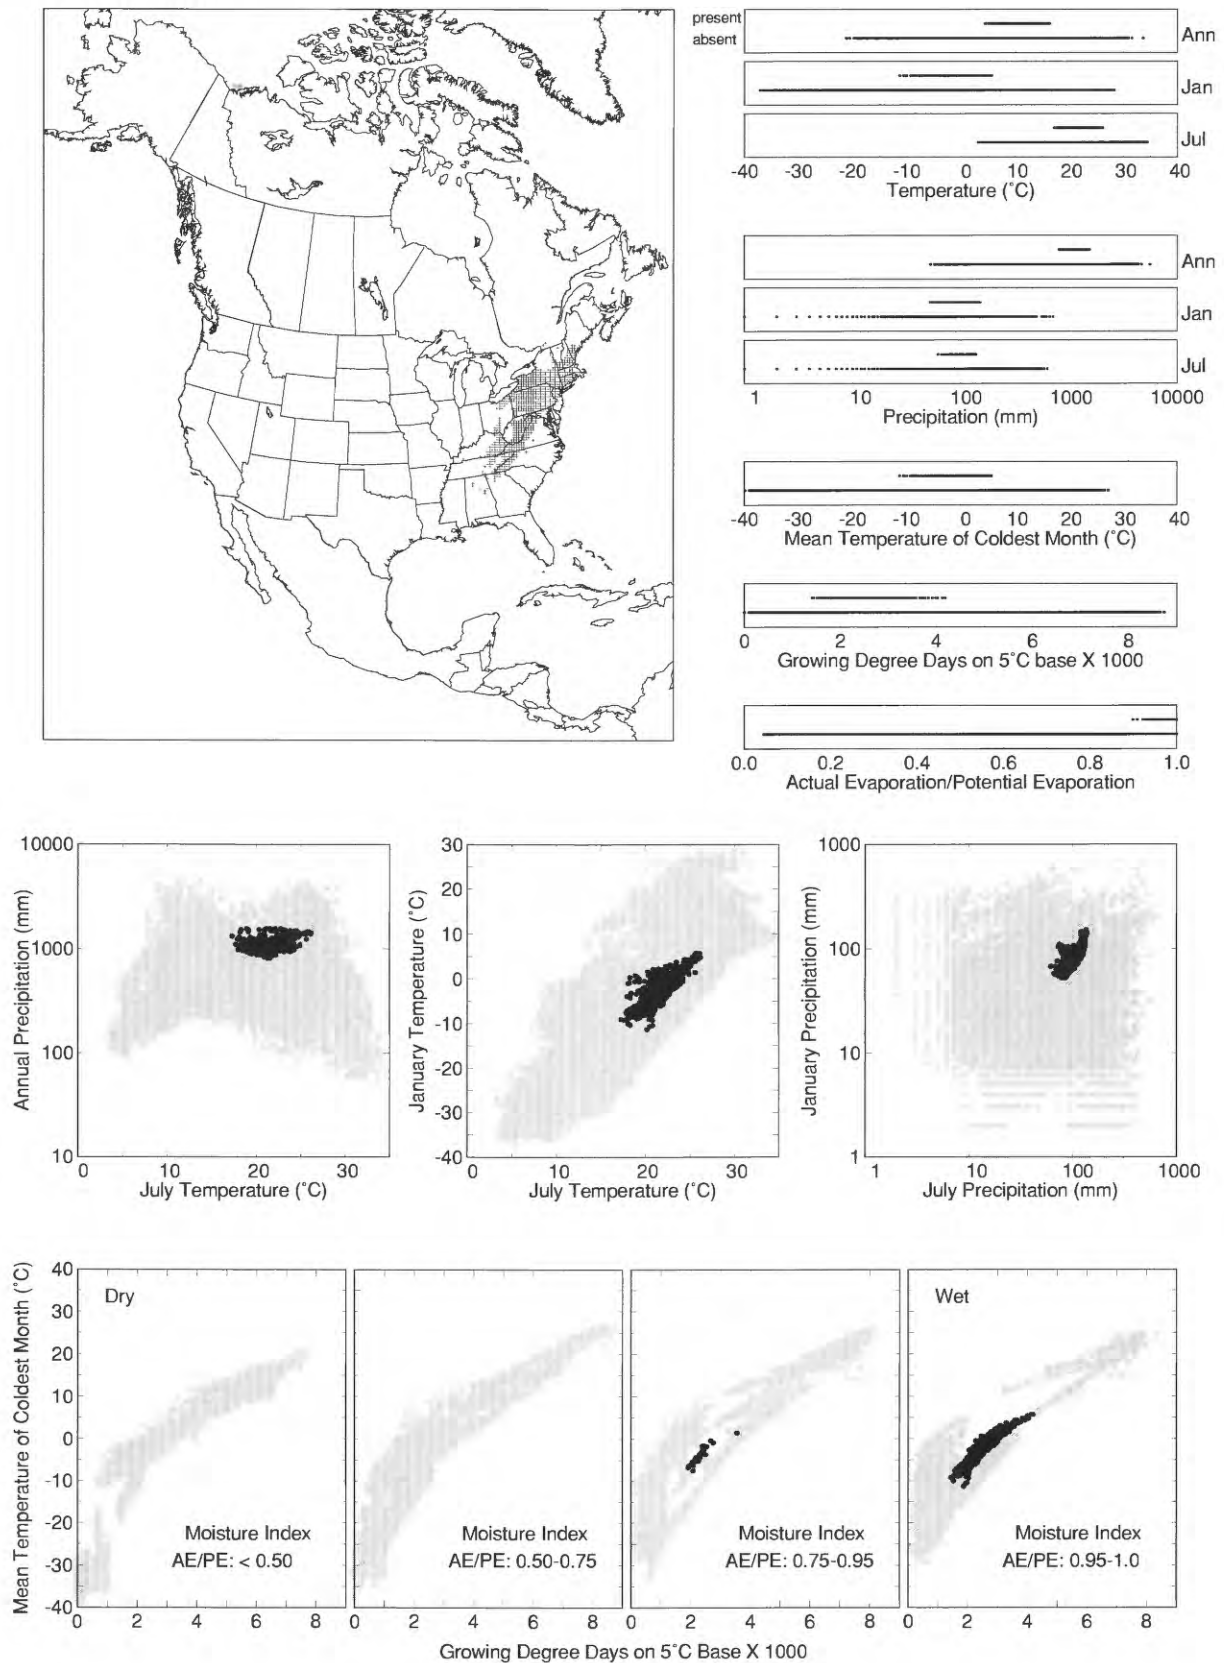 present
absent
Ann
Jan
Jul
-40 -30 -20 -10 0 10 20 30 40
Temperature (˚C)
Ann
Jan
Jul
1 10 100 1000 10000
Precipitation (mm)
-40 -30 -20 -10 0 10 20 30 40
Mean Temperature of Coldest Month (˚C)
0 2 4 6 8
Growing Degree Days on 5˚C base X 1000
0.0 0.2 0.4 0.6 0.8 1.0
Actual Evaporation/Potential Evaporation
Annual Precipitation (mm)
10000
1000
100
10
0 10 20 30
July Temperature (˚C)
January Temperature (˚C)
30
20
10
0
-10
-20
-30
-40
0 10 20 30
July Temperature (˚C)
January Precipitation (mm)
1000
100
10
1
1 10 100 1000
July Precipitation (mm)
Mean Temperature of Coldest Month (˚C)
40
30
20
10
0
-10
-20
-30
-40
Dry
Moisture Index
AE/PE: < 0.50
0 2 4 6 8
Moisture Index
AE/PE: 0.50-0.75
0 2 4 6 8
Moisture Index
AE/PE: 0.75-0.95
0 2 4 6 8
Wet
Moisture Index
AE/PE: 0.95-1.0
0 2 4 6 8
Growing Degree Days on 5˚C Base X 1000